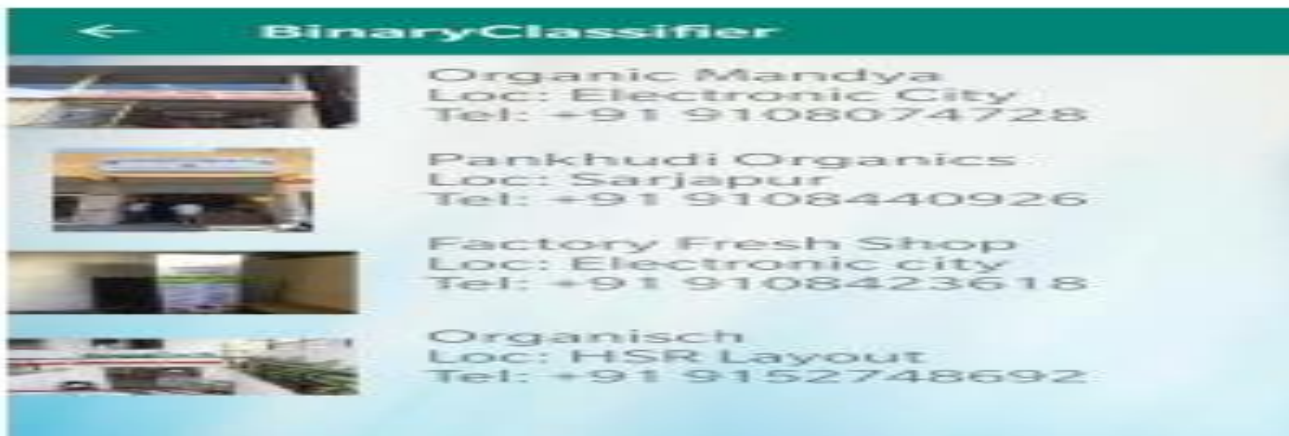 BinaryClassifier
Organic Mandya
Loc: Electronic City
Tel: +91 9108074728
Pankhudi Organics
Loc: Sarjapur
Tel: +91 9108440926
Factory Fresh Shop
Loc: Electronic city
Tel: +91 9108423618
Organisch
Loc: HSR Layout
Tel: +91 9152748692